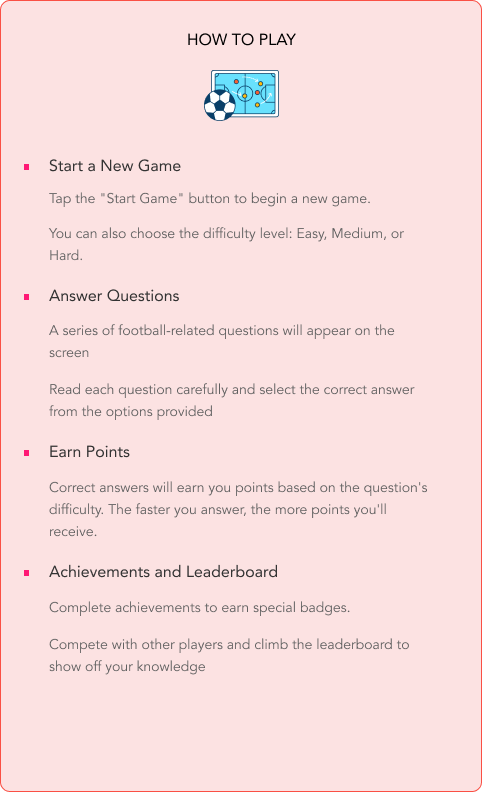 HOW TO PLAY
Start a New Game
Tap the "Start Game" button to begin a new game.
You can also choose the difficulty level: Easy, Medium, or
Hard.
Answer Questions
A series of football-related questions will appear on the
screen
Read each question carefully and select the correct answer
from the options provided
Earn Points
Correct answers will earn you points based on the question's
difficulty. The faster you answer, the more points you'll
receive.
Achievements and Leaderboard
Complete achievements to earn special badges.
Compete with other players and climb the leaderboard to
show off your knowledge